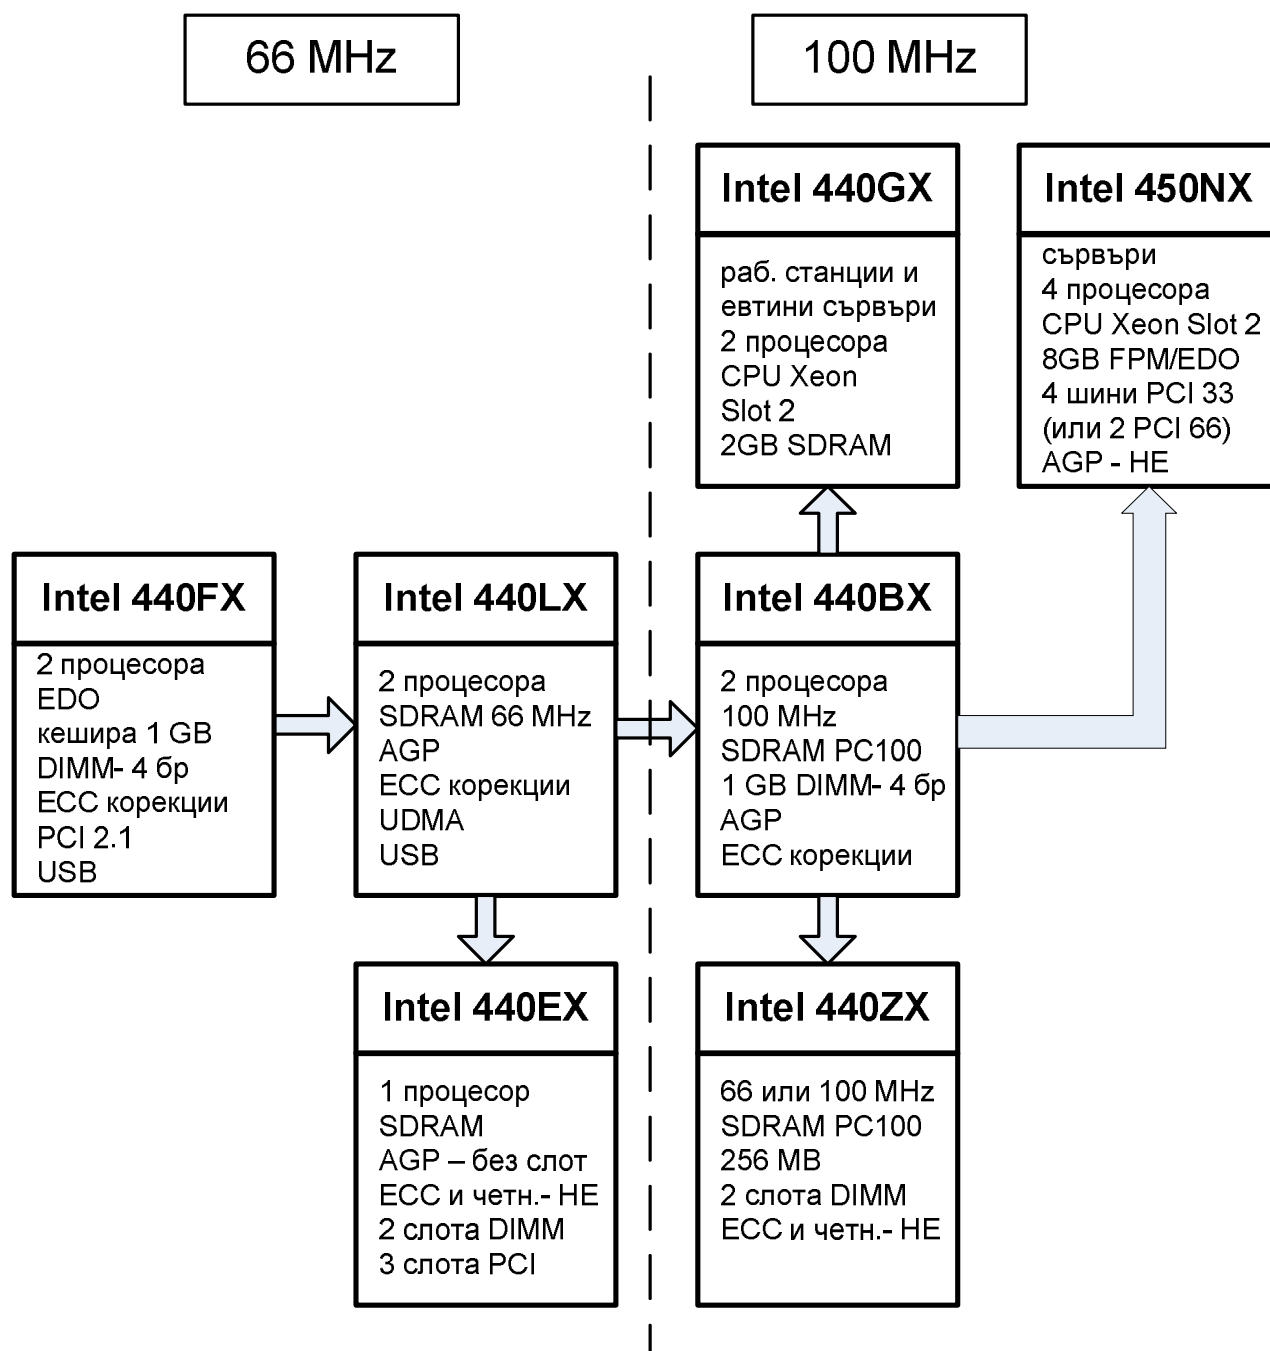 66 MHz
100 MHz
Intel 440GX
раб. станции и
евтини сървъри
2 процесора
CPU Xeon
Slot 2
2GB SDRAM
Intel 450NX
сървъри
4 процесора
CPU Xeon Slot 2
8GB FPM/EDO
4 шини PCI 33
(или 2 PCI 66)
AGP - НЕ
Intel 440FX
2 процесора
EDO
кешира 1 GB
DIMM- 4 бр
ECC корекции
PCI 2.1
USB
Intel 440LX
2 процесора
SDRAM 66 MHz
AGP
ECC корекции
UDMA
USB
Intel 440BX
2 процесора
100 MHz
SDRAM PC100
1 GB DIMM- 4 бр
AGP
ECC корекции
Intel 440EX
1 процесор
SDRAM
AGP – без слот
ECC и четн.- НЕ
2 слота DIMM
3 слота PCI
Intel 440ZX
66 или 100 MHz
SDRAM PC100
256 MB
2 слота DIMM
ECC и четн.- НЕ